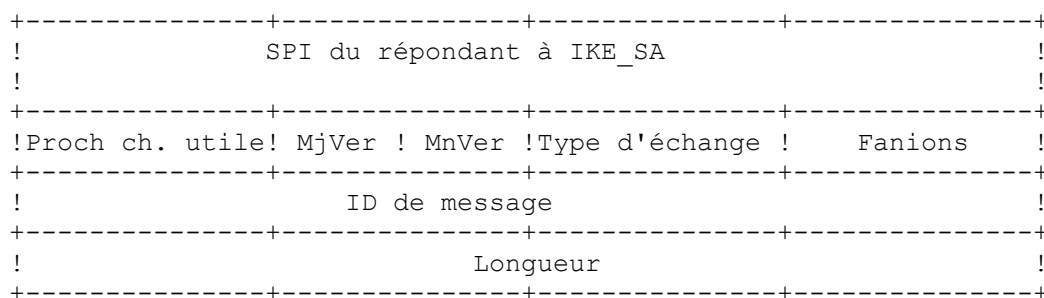 +---------------+---------------+---------------+---------------+
! SPI du répondant à IKE_SA !
! !
+---------------+---------------+---------------+---------------+
!Proch ch. utile! MjVer ! MnVer !Type d'échange ! Fanions !
+---------------+---------------+---------------+---------------+
! ID de message !
+---------------+---------------+---------------+---------------+
! Longueur !
+---------------+---------------+---------------+---------------+